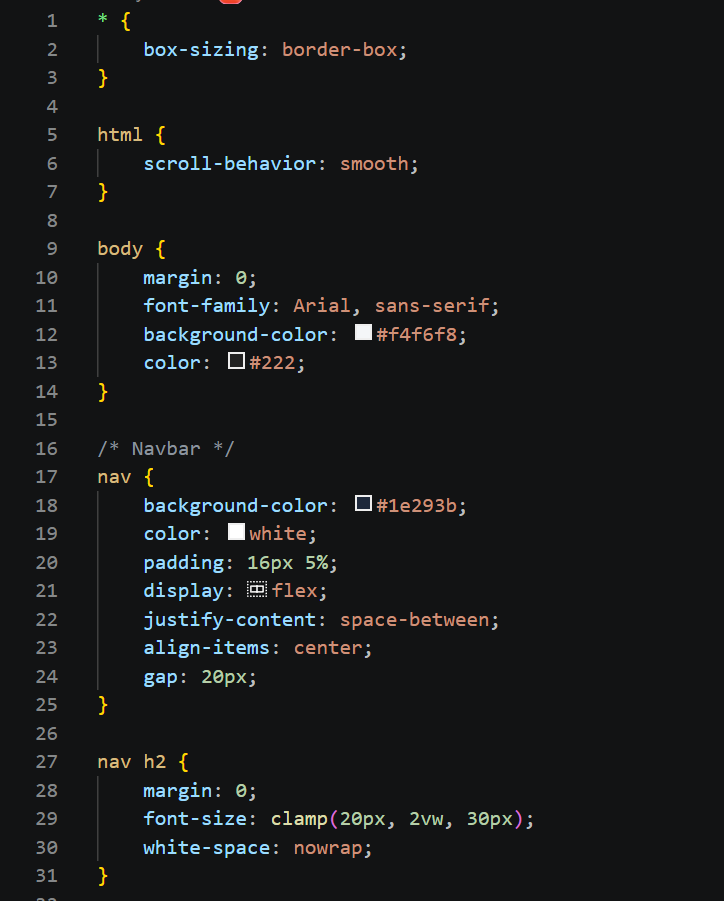 1 * {
2     box-sizing: border-box;
3 }
4
5 html {
6     scroll-behavior: smooth;
7 }
8
9 body {
10     margin: 0;
11     font-family: Arial, sans-serif;
12     background-color: #f4f6f8;
13     color: #222;
14 }
15
16 /* Navbar */
17 nav {
18     background-color: #1e293b;
19     color: white;
20     padding: 16px 5%;
21     display: flex;
22     justify-content: space-between;
23     align-items: center;
24     gap: 20px;
25 }
26
27 nav h2 {
28     margin: 0;
29     font-size: clamp(20px, 2vw, 30px);
30     white-space: nowrap;
31 }